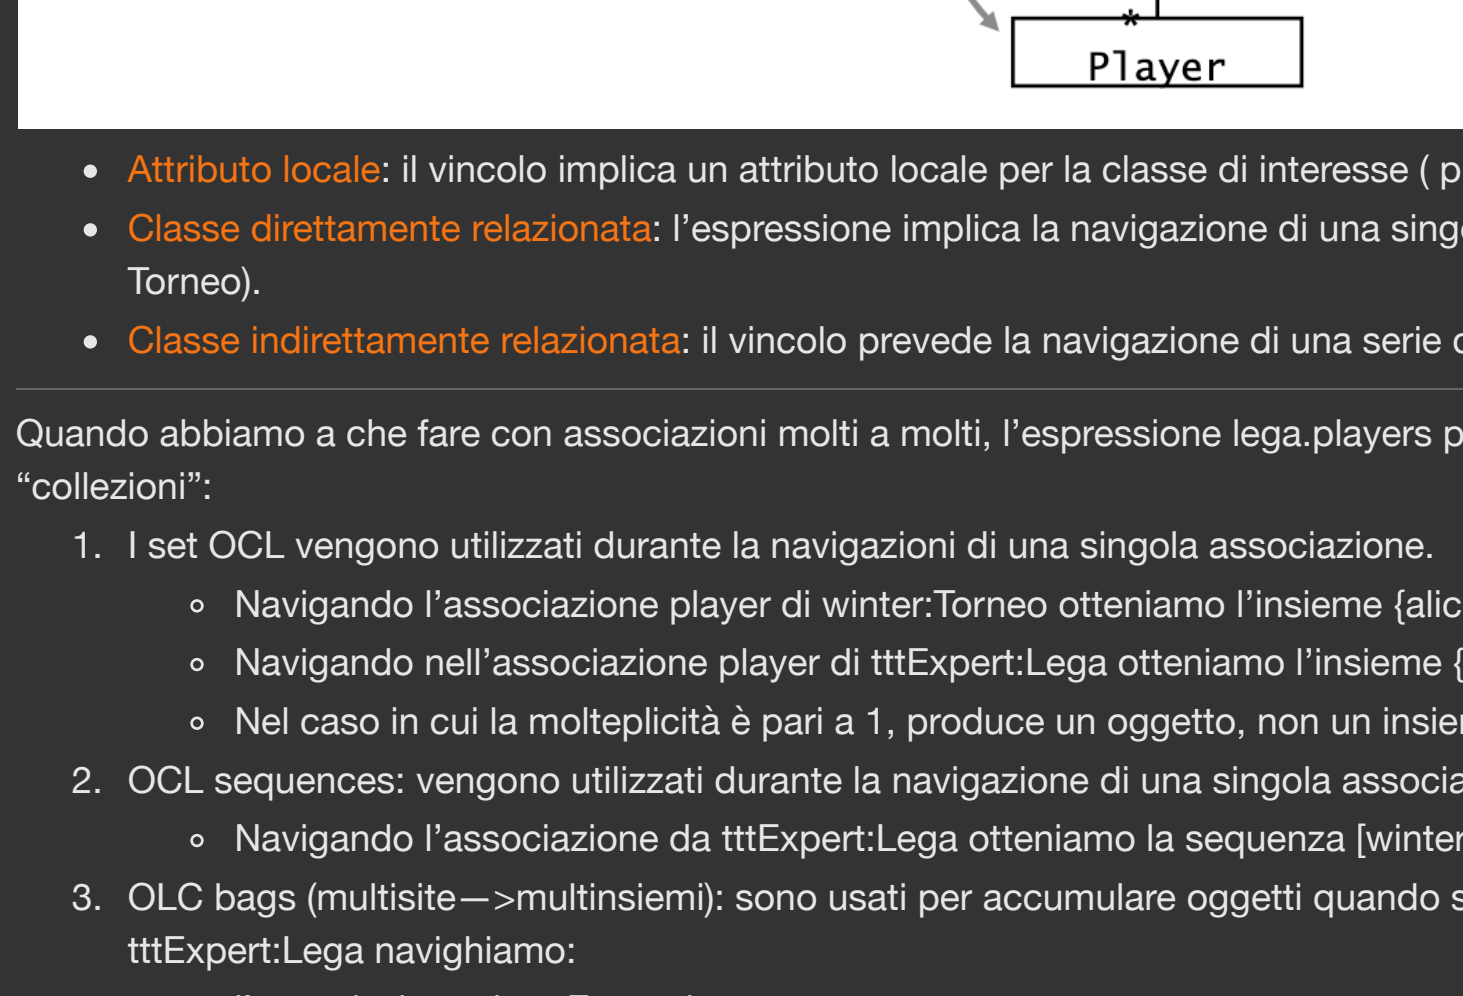 *
Player
Attributo locale: il vincolo implica un attributo locale per la classe di interesse ( p
Classe direttamente relazionata: l’espressione implica la navigazione di una sing
Torneo).
Classe indirettamente relazionata: il vincolo prevede la navigazione di una serie
Quando abbiamo a che fare con associazioni molti a molti, l’espressione lega.players p
“collezioni”:
1. I set OCL vengono utilizzati durante la navigazioni di una singola associazione.
Navigando l’associazione player di winter:Torneo otteniamo l’insieme {alic
Navigando nell’associazione player di tttExpert:Lega otteniamo l’insieme {
Nel caso in cui la molteplicità è pari a 1, produce un oggetto, non un insie
2. OCL sequences: vengono utilizzati durante la navigazione di una singola associa
Navigando l’associazione da tttExpert:Lega otteniamo la sequenza [winter
3. OLC bags (multisite—>multinsiemi): sono usati per accumulare oggetti quando s
tttExpert:Lega navighiamo: